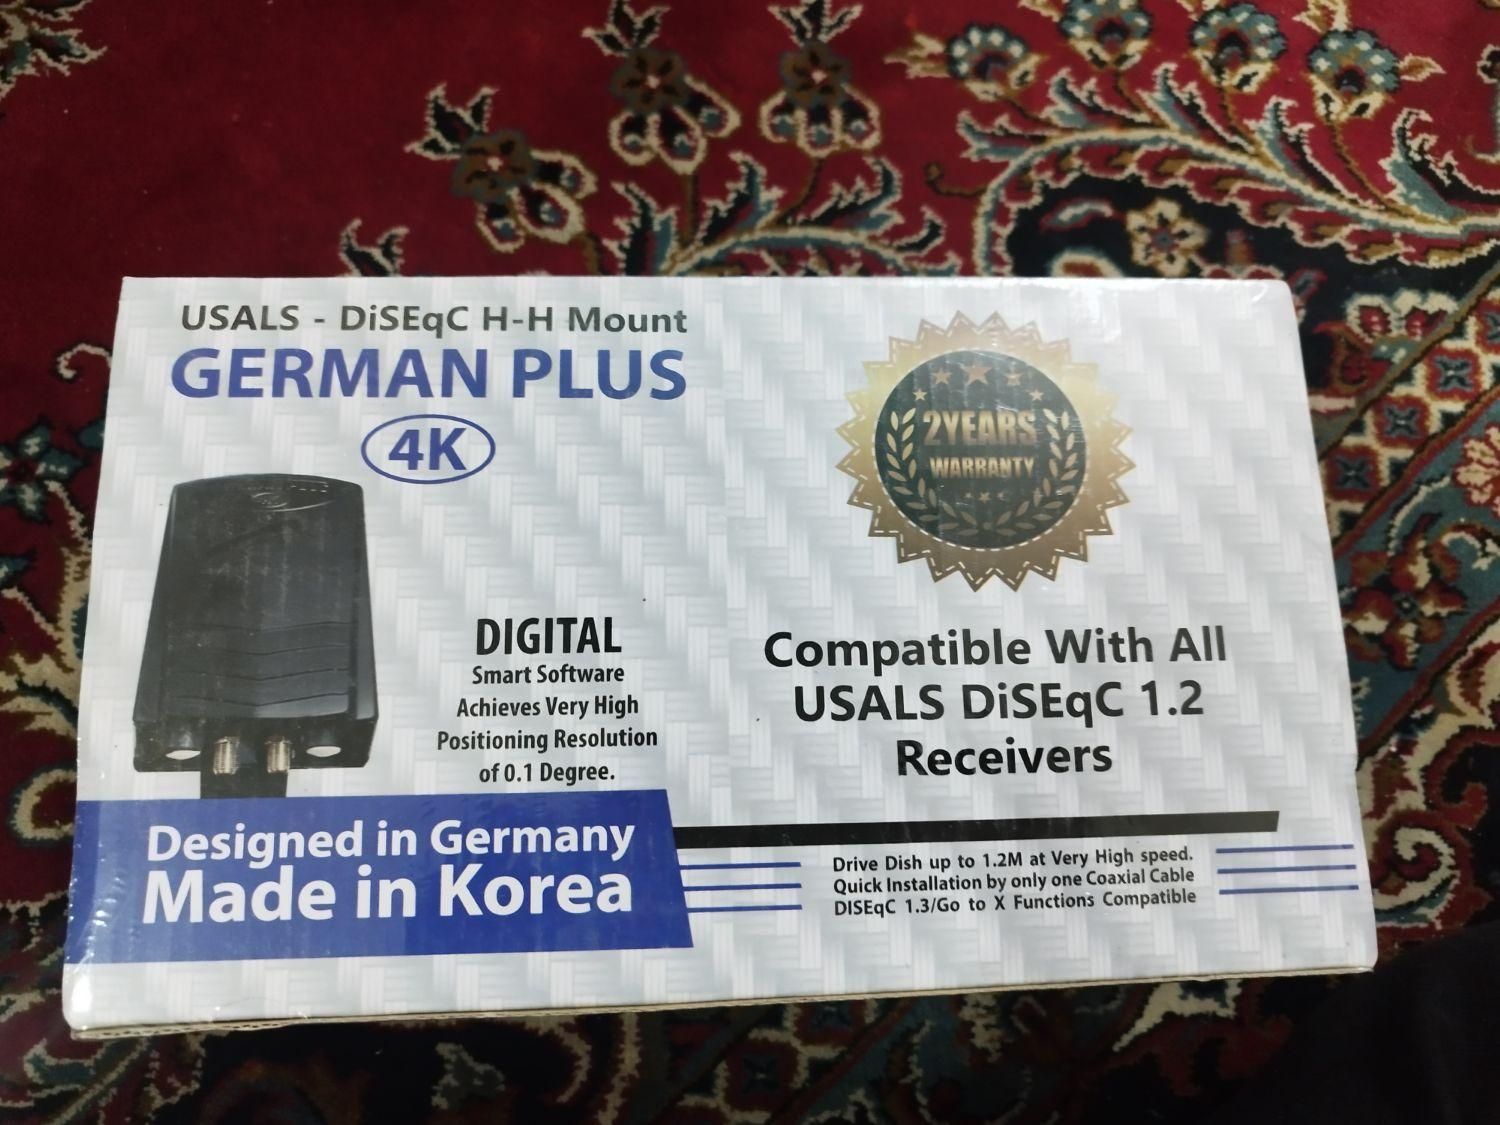 USALS - DiSEqC H-H Mount
GERMAN PLUS
4K
DIGITAL
Smart Software
Achieves Very High
Positioning Resolution
of 0.1 Degree.
Designed in Germany
Made in Korea
2YEARS
WARRANTY
Compatible With All
USALS DiSEqC 1.2
Receivers
Drive Dish up to 1.2M at Very High speed.
Quick Installation by only one Coaxial Cable
DISEqC 1.3/Go to X Functions Compatible